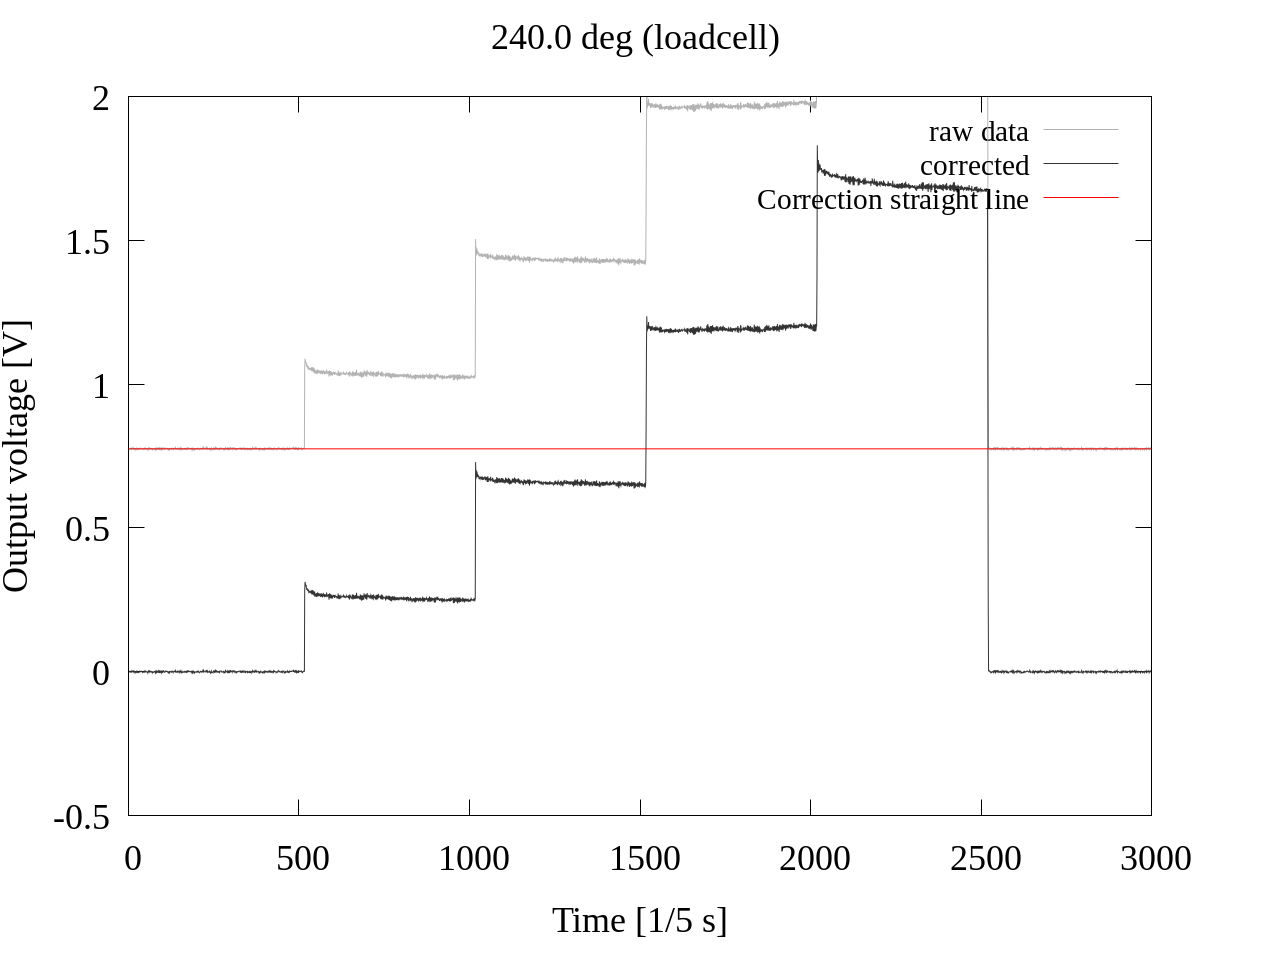 240.0 deg (loadcell)
raw data
corrected
Correction straight line
2
1.5
1
0.5
0
-0.5
Output voltage [V]
0 500 1000 1500 2000 2500 3000
Time [1/5 s]